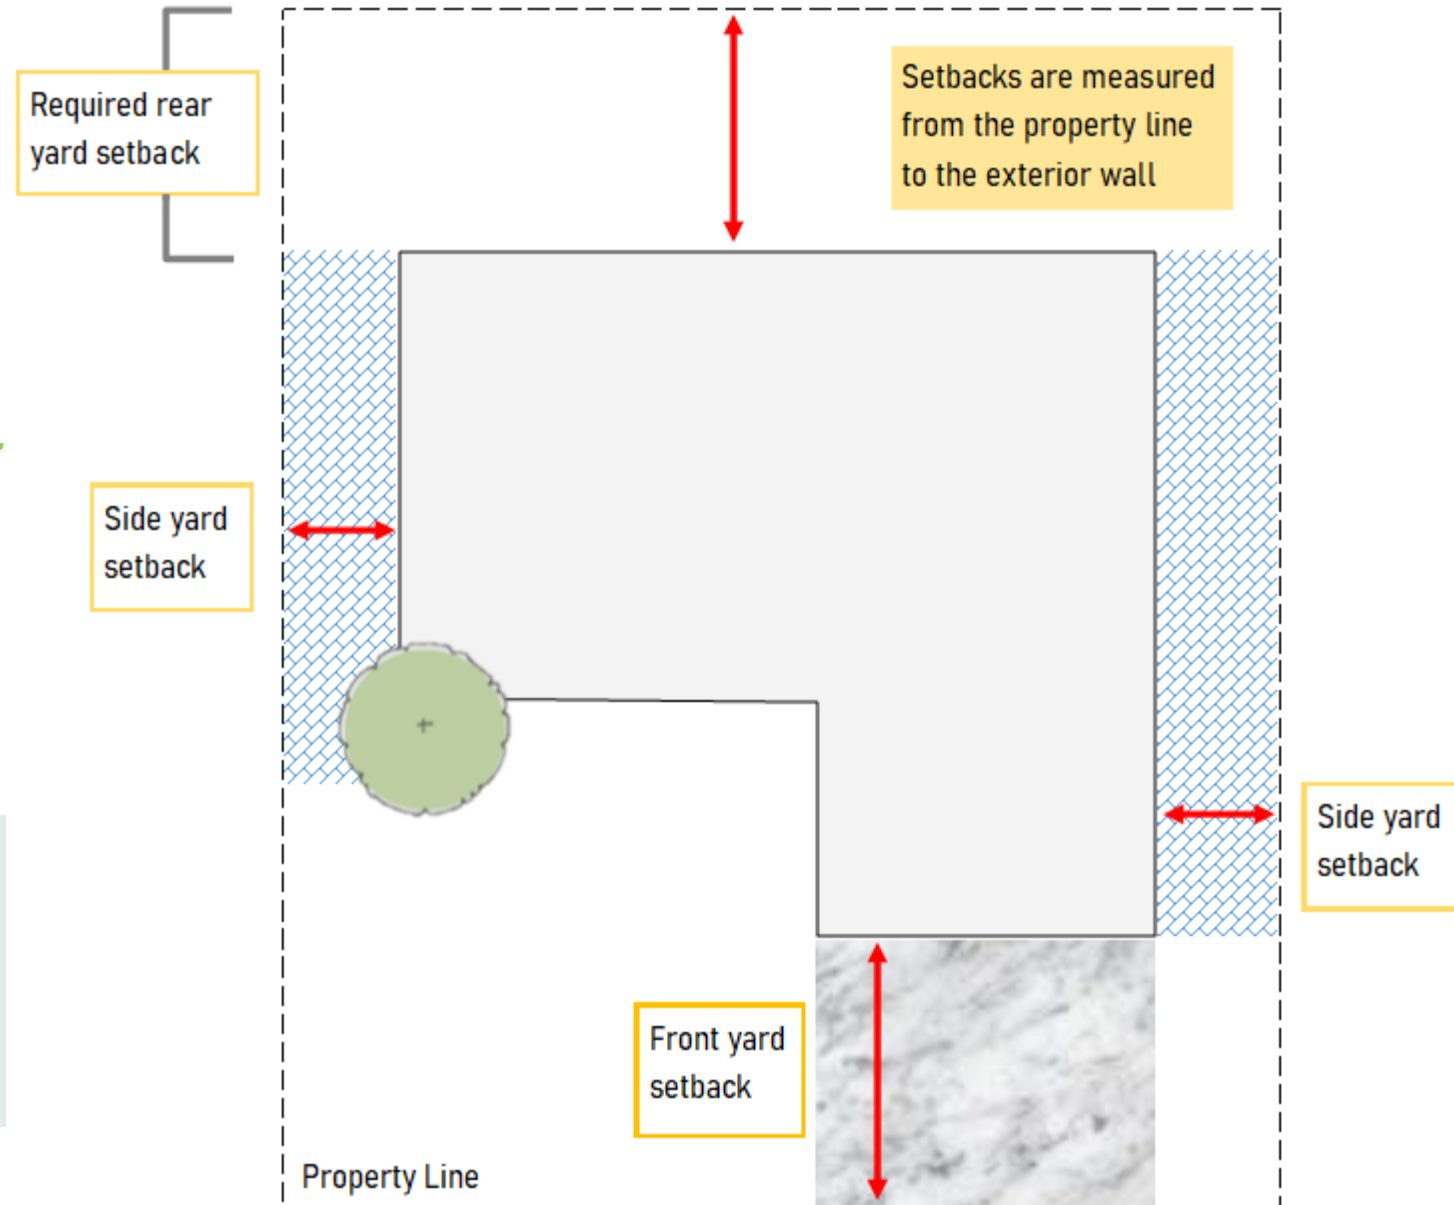 Required rear
yard setback
Setbacks are measured
from the property line
to the exterior wall
Side yard
setback
Side yard
setback
Front yard
setback
Property Line